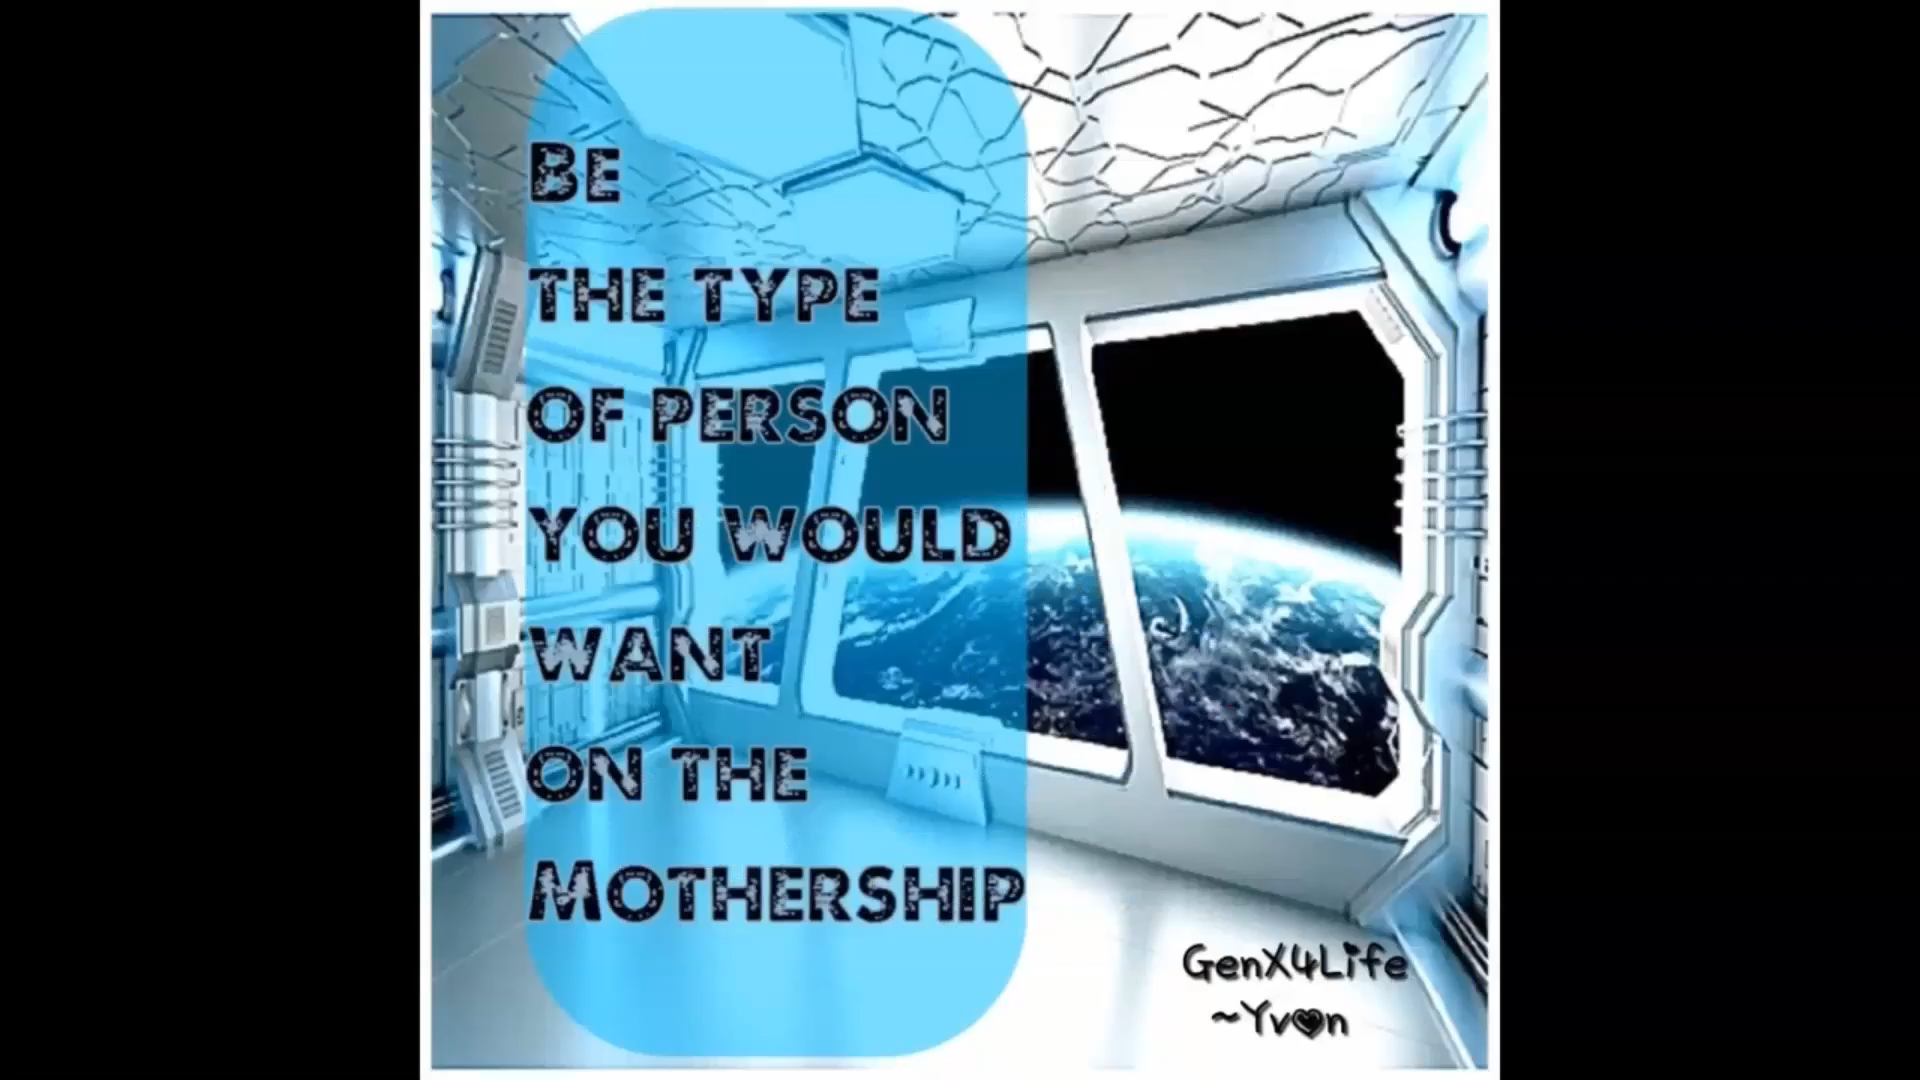 Be
the type
of person
You would
want
on the
Mothership
GenX4Life
~Yvon